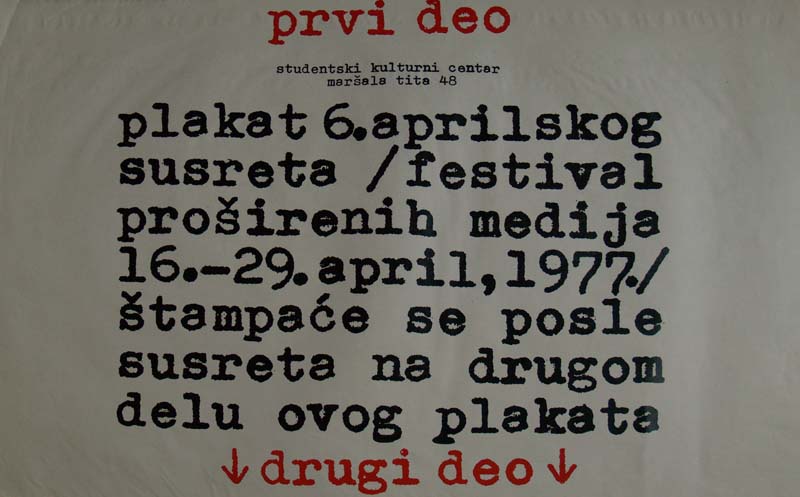 prvi deo
studentski kulturni centar
maršala tita 48
plakat 6.aprilskog
susreta /festival
proširenih medija
16.–29.april,1977./
štampaće se posle
susreta na drugom
delu ovog plakata
↓drugi deo↓